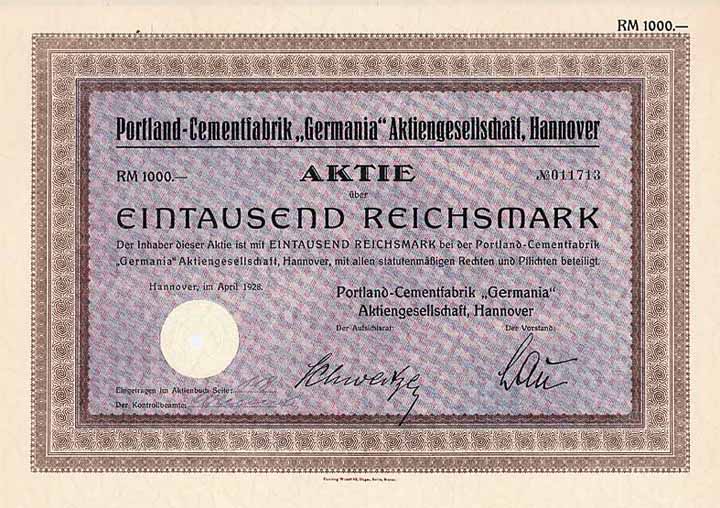 RM 1000.—
Portland-Cementfabrik „Germania“ Aktiengesellschaft, Hannover
RM 1000.— AKTIE №011713
über
EINTAUSEND REICHSMARK
Der Inhaber dieser Aktie ist mit EINTAUSEND REICHSMARK bei der Portland-Cementfabrik
„Germania“ Aktiengesellschaft, Hannover, mit allen statutenmäßigen Rechten und Pflichten beteiligt.
Hannover, im April 1928.
Portland-Cementfabrik „Germania“
Aktiengesellschaft, Hannover
Der Aufsichtsrat: Der Vorstand:
Eingetragen im Aktienbuch Seite:
Der Kontrollbeamte: